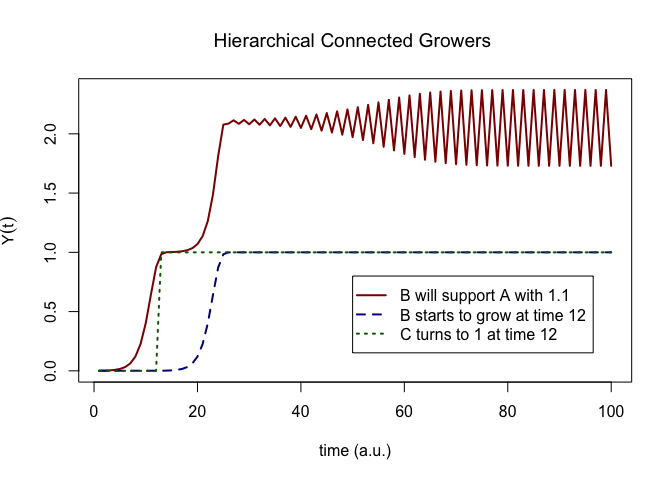 Hierarchical Connected Growers
Y(t)
2.0
1.5
1.0
0.5
0.0
B will support A with 1.1
B starts to grow at time 12
C turns to 1 at time 12
0 20 40 60 80 100
time (a.u.)